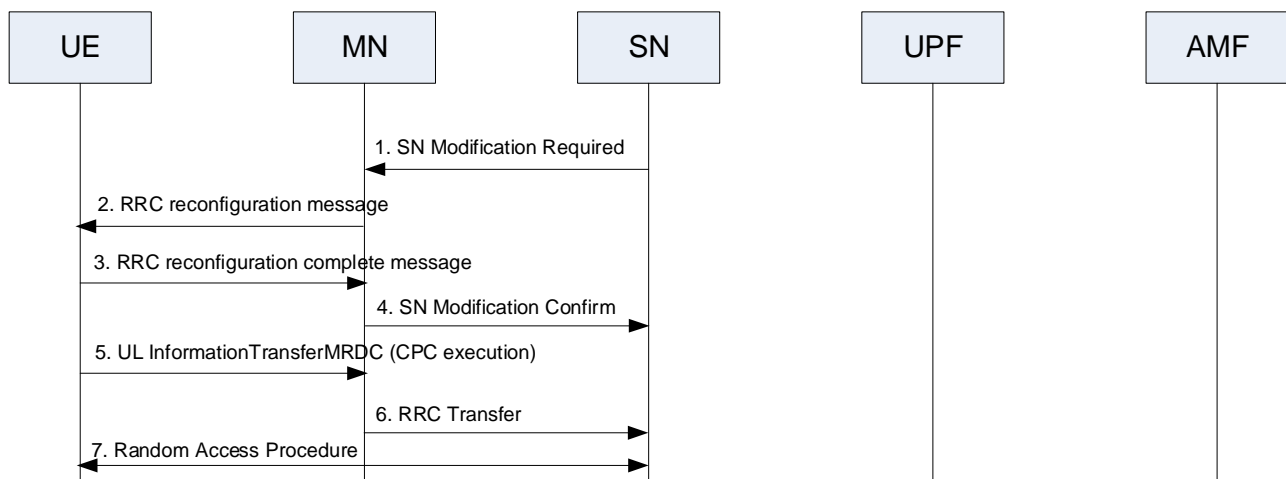 UE
MN
SN
UPF
AMF
1. SN Modification Required
2. RRC reconfiguration message
3. RRC reconfiguration complete message
4. SN Modification Confirm
5. UL InformationTransferMRDC (CPC execution)
6. RRC Transfer
7. Random Access Procedure